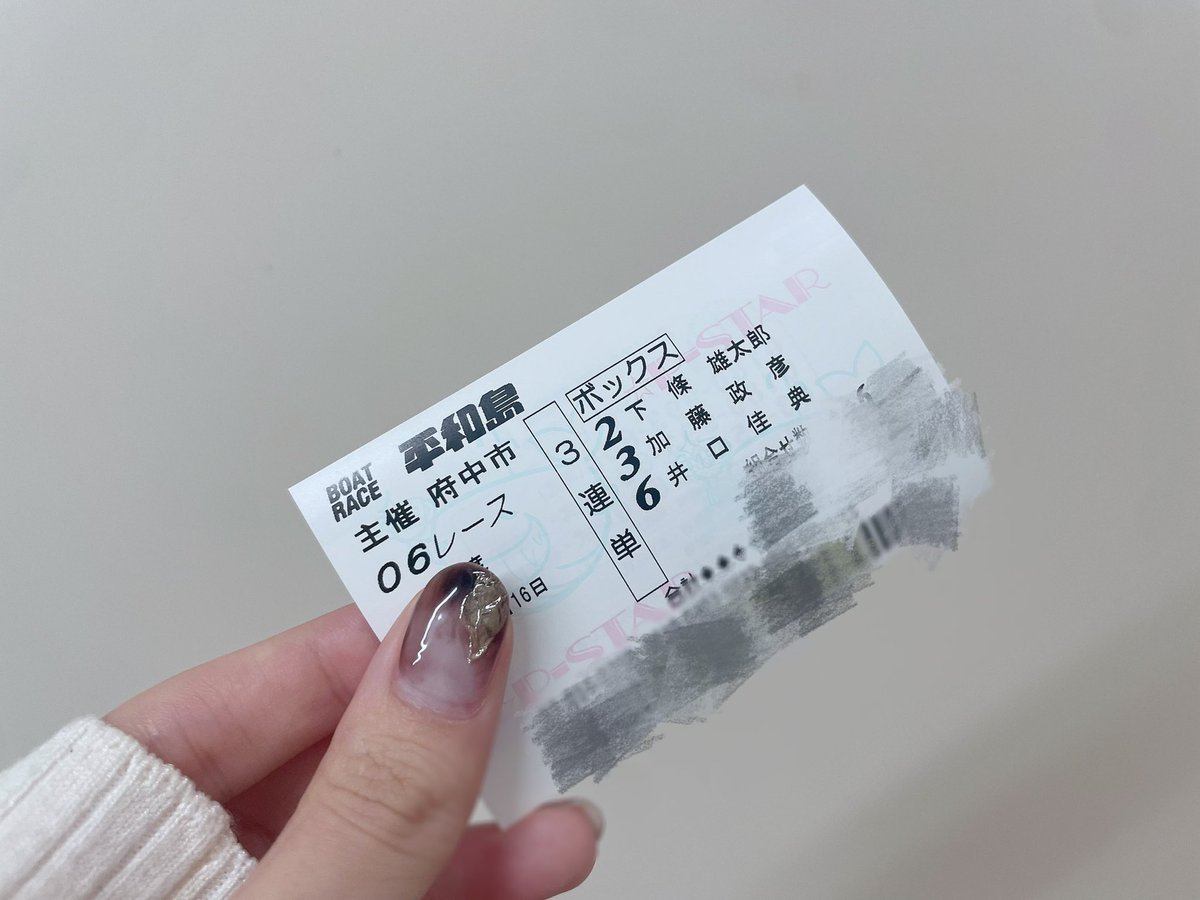 BOAT
RACE
平和島
主催 府中市
06レース
16日
3連単
ボックス
2 下條 雄太郎
3 加藤 政彦
6 井口 佳典
D-STAR